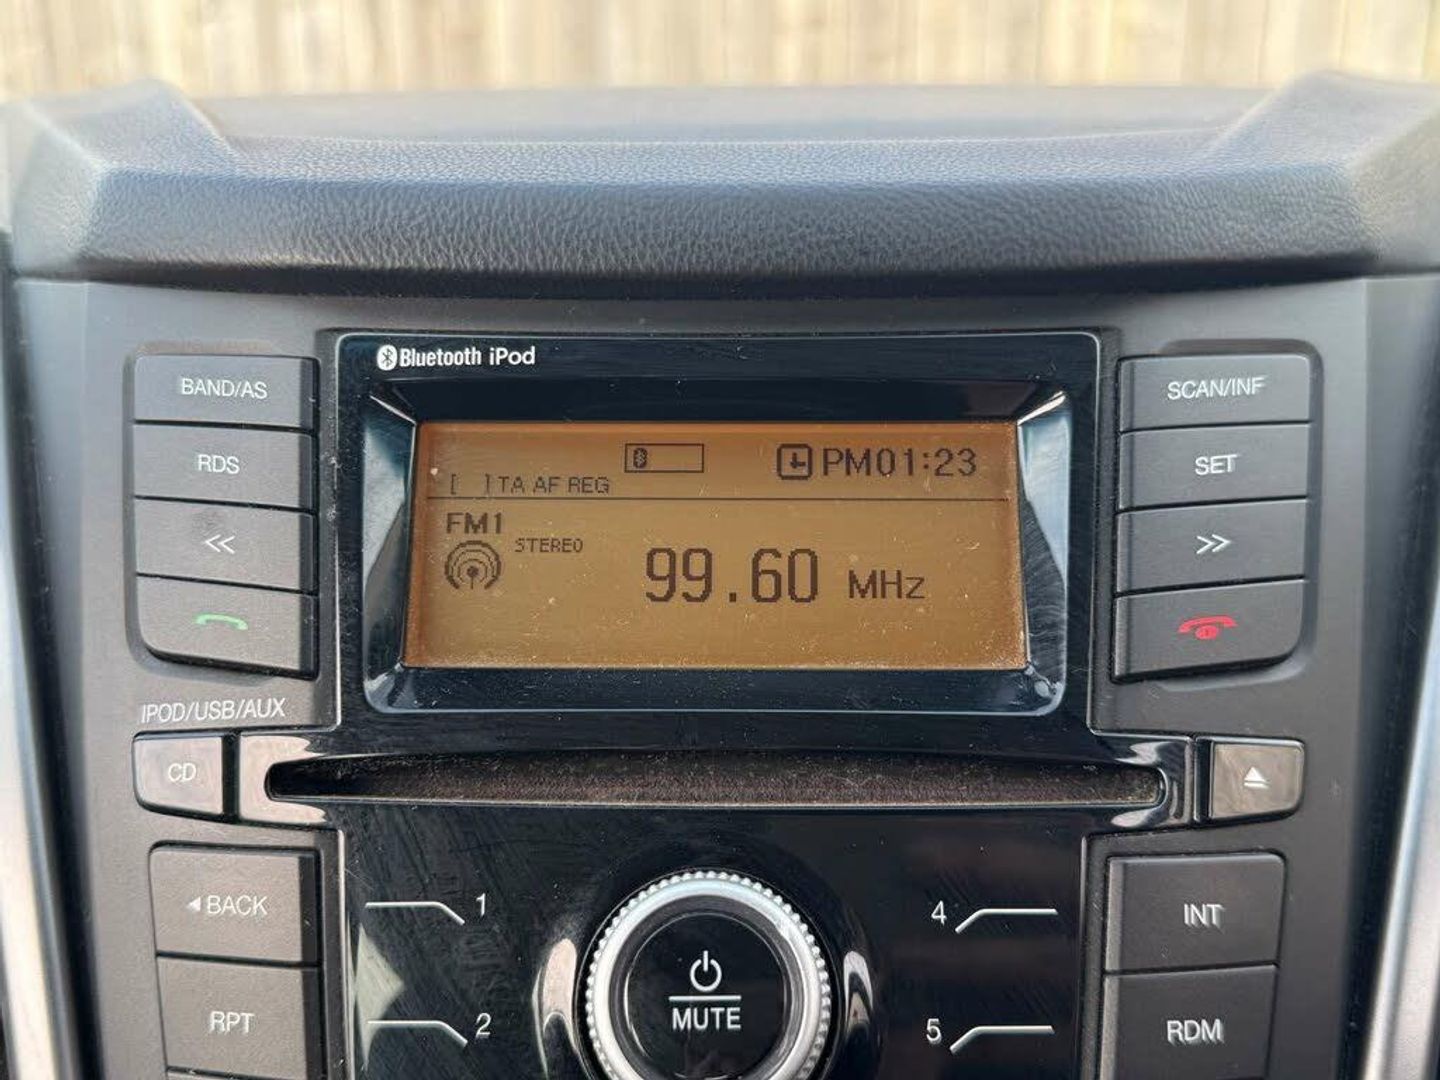 Bluetooth iPod
BAND/AS
RDS
IPOD/USB/AUX
CD
◄BACK
RPT
PM01:23
[ ] TA AF REG
FM1
STEREO
99.60 MHz
SCAN/INF
SET
1
2
4
5
MUTE
INT
RDM